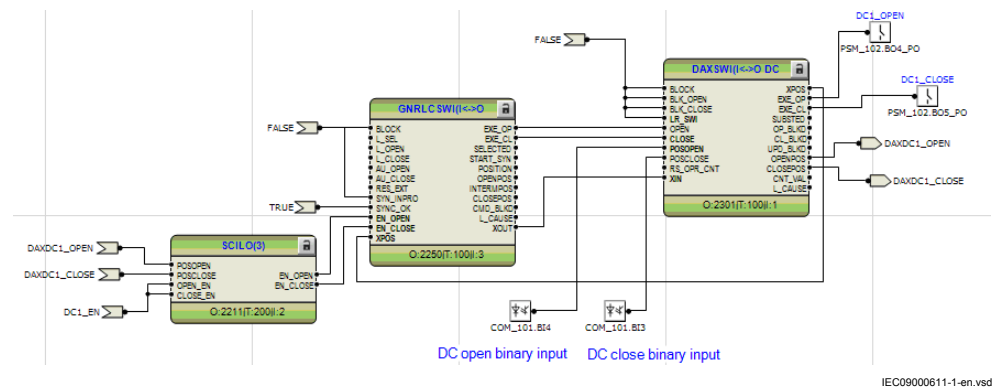 DC1_OPEN
PSM_102.BO4_PO
FALSE
DAXSWI(I<->O DC
BLOCK
BLK_OPEN
BLK_CLOSE
LR_SWI
OPEN
CLOSE
POSOPEN
POSCLOSE
RS_OPR_CNT
XIN
XPOS
EXE_OP
EXE_CL
SUBSTED
OP_BLKD
CL_BLKD
UPD_BLKD
OPENPOS
CLOSEPOS
CNT_VAL
L_CAUSE
O:2301|T:100|I:1
DC1_CLOSE
PSM_102.BO5_PO
DAXDC1_OPEN
DAXDC1_CLOSE
GNRLCSWI(I<->O
FALSE
TRUE
BLOCK
L_SEL
L_OPEN
L_CLOSE
AU_OPEN
AU_CLOSE
RES_EXT
SYN_INPRO
SYNC_OK
EN_OPEN
EN_CLOSE
XPOS
EXE_OP
EXE_CL
SELECTED
START_SYN
POSITION
OPENPOS
INTERMPOS
CLOSEPOS
CMD_BLKD
L_CAUSE
XOUT
O:2250|T:100|I:3
DAXDC1_OPEN
DAXDC1_CLOSE
DC1_EN
SCILO(3)
POSOPEN
POSCLOSE
OPEN_EN
CLOSE_EN
EN_OPEN
EN_CLOSE
O:2211|T:200|I:2
COM_101.BI4
COM_101.BI3
DC open binary input
DC close binary input
IEC09000611-1-en.vsd